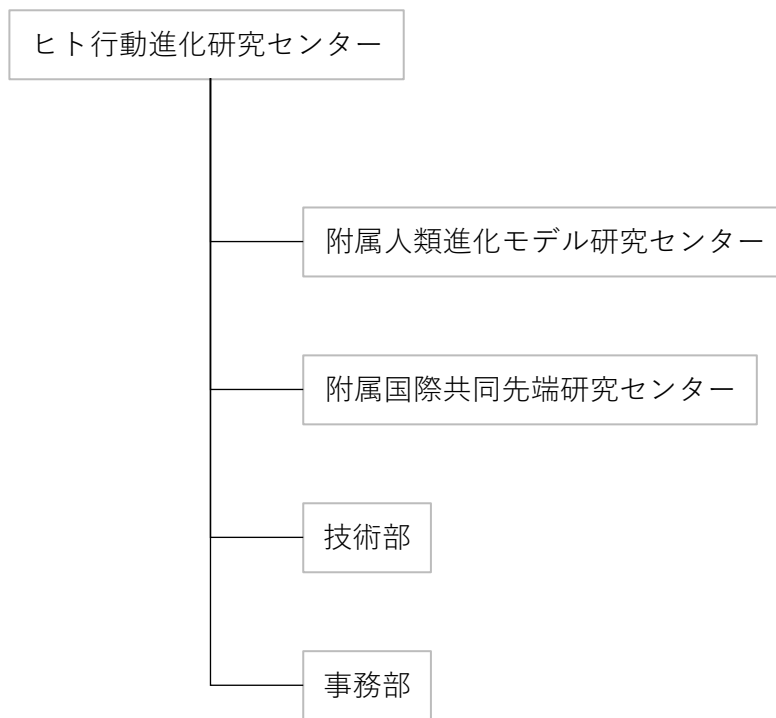 ヒト行動進化研究センター
附属人類進化モデル研究センター
附属国際共同先端研究センター
技術部
事務部